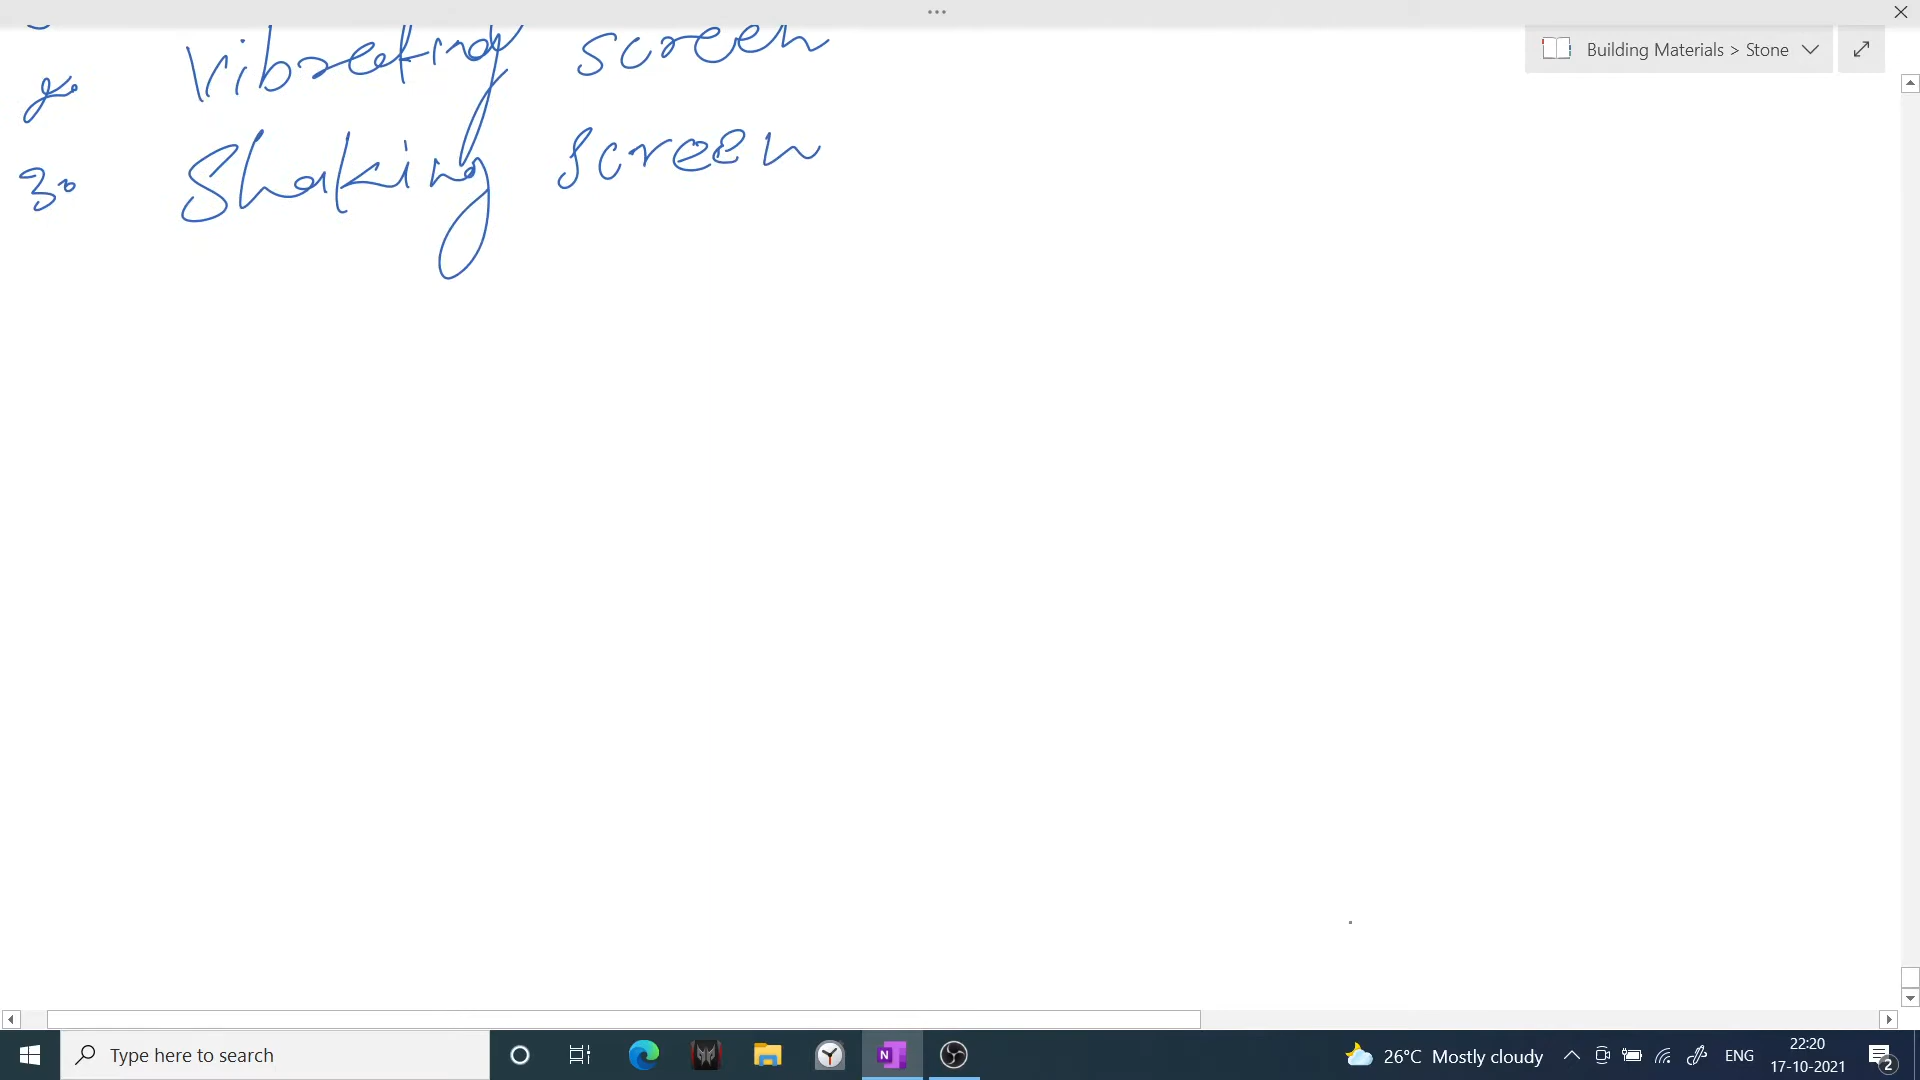 Vibrating screen
3. Shaking screen
Building Materials > Stone
Type here to search
26°C Mostly cloudy
ENG
22:20
17-10-2021
2